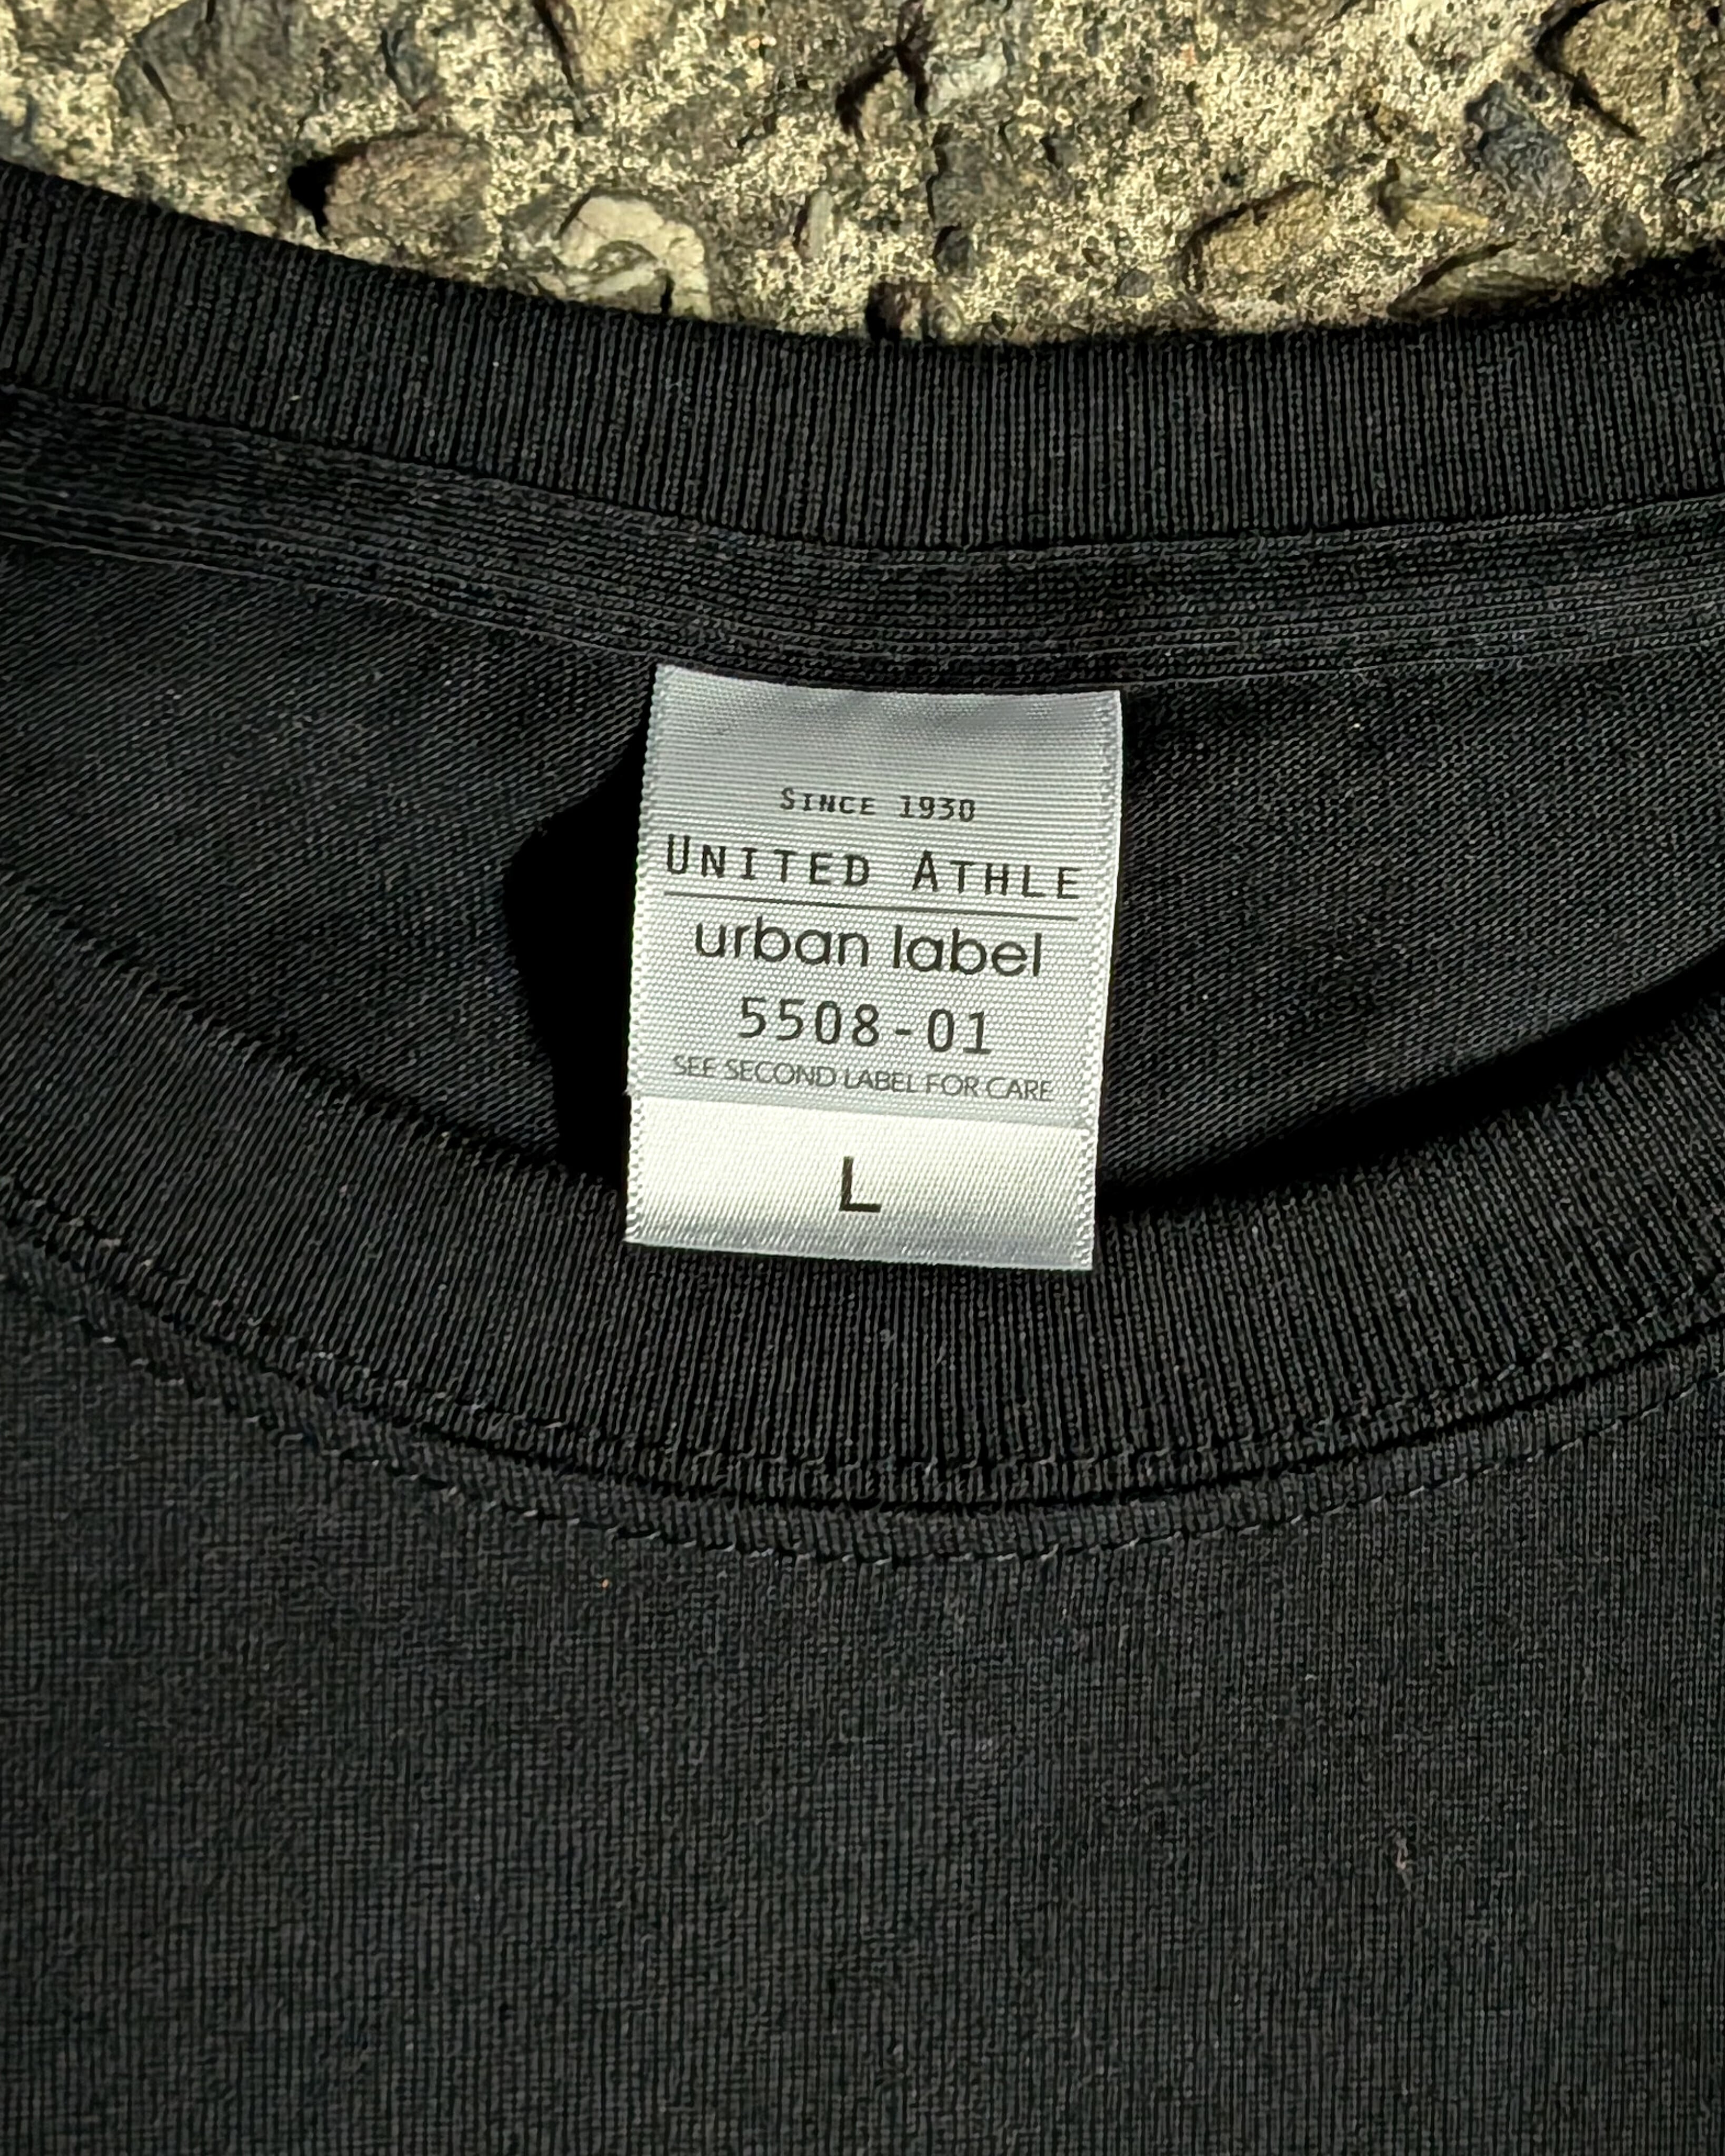 SINCE 1930
UNITED ATHLE
urban label
5508-01
SEE SECOND LABEL FOR CARE
L